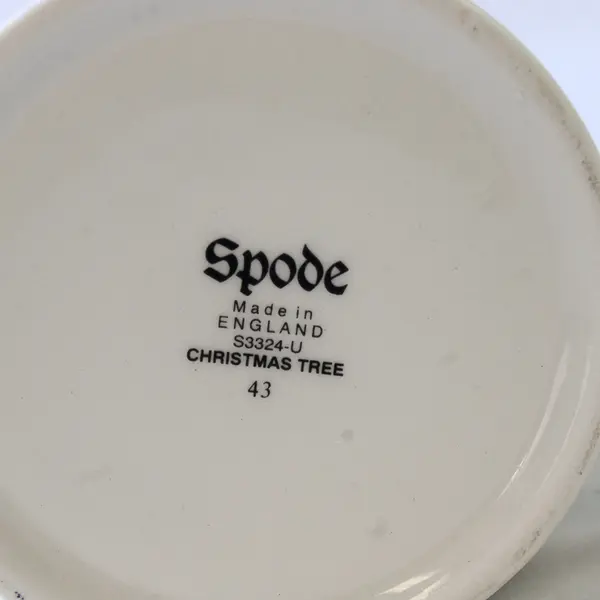 Spode
Made in
ENGLAND
S3324-U
CHRISTMAS TREE
43